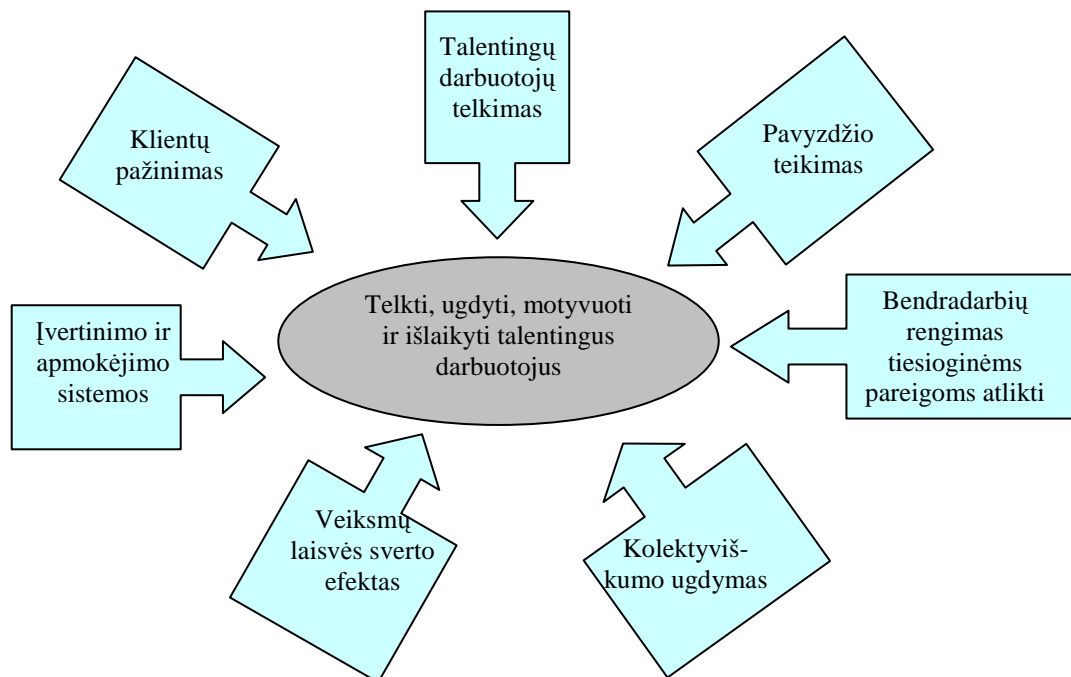 Talentingų
darbuotojų
telkimas
Klientų
pažinimas
Pavyzdžio
teikimas
Telkti, ugdyti, motyvuoti
ir išlaikyti talentingus
darbuotojus
Įvertinimo ir
apmokėjimo
sistemos
Bendradarbių
rengimas
tiesioginėms
pareigoms atlikti
Veiksmų
laisvės sverto
efektas
Kolektyviš-
kumo ugdymas